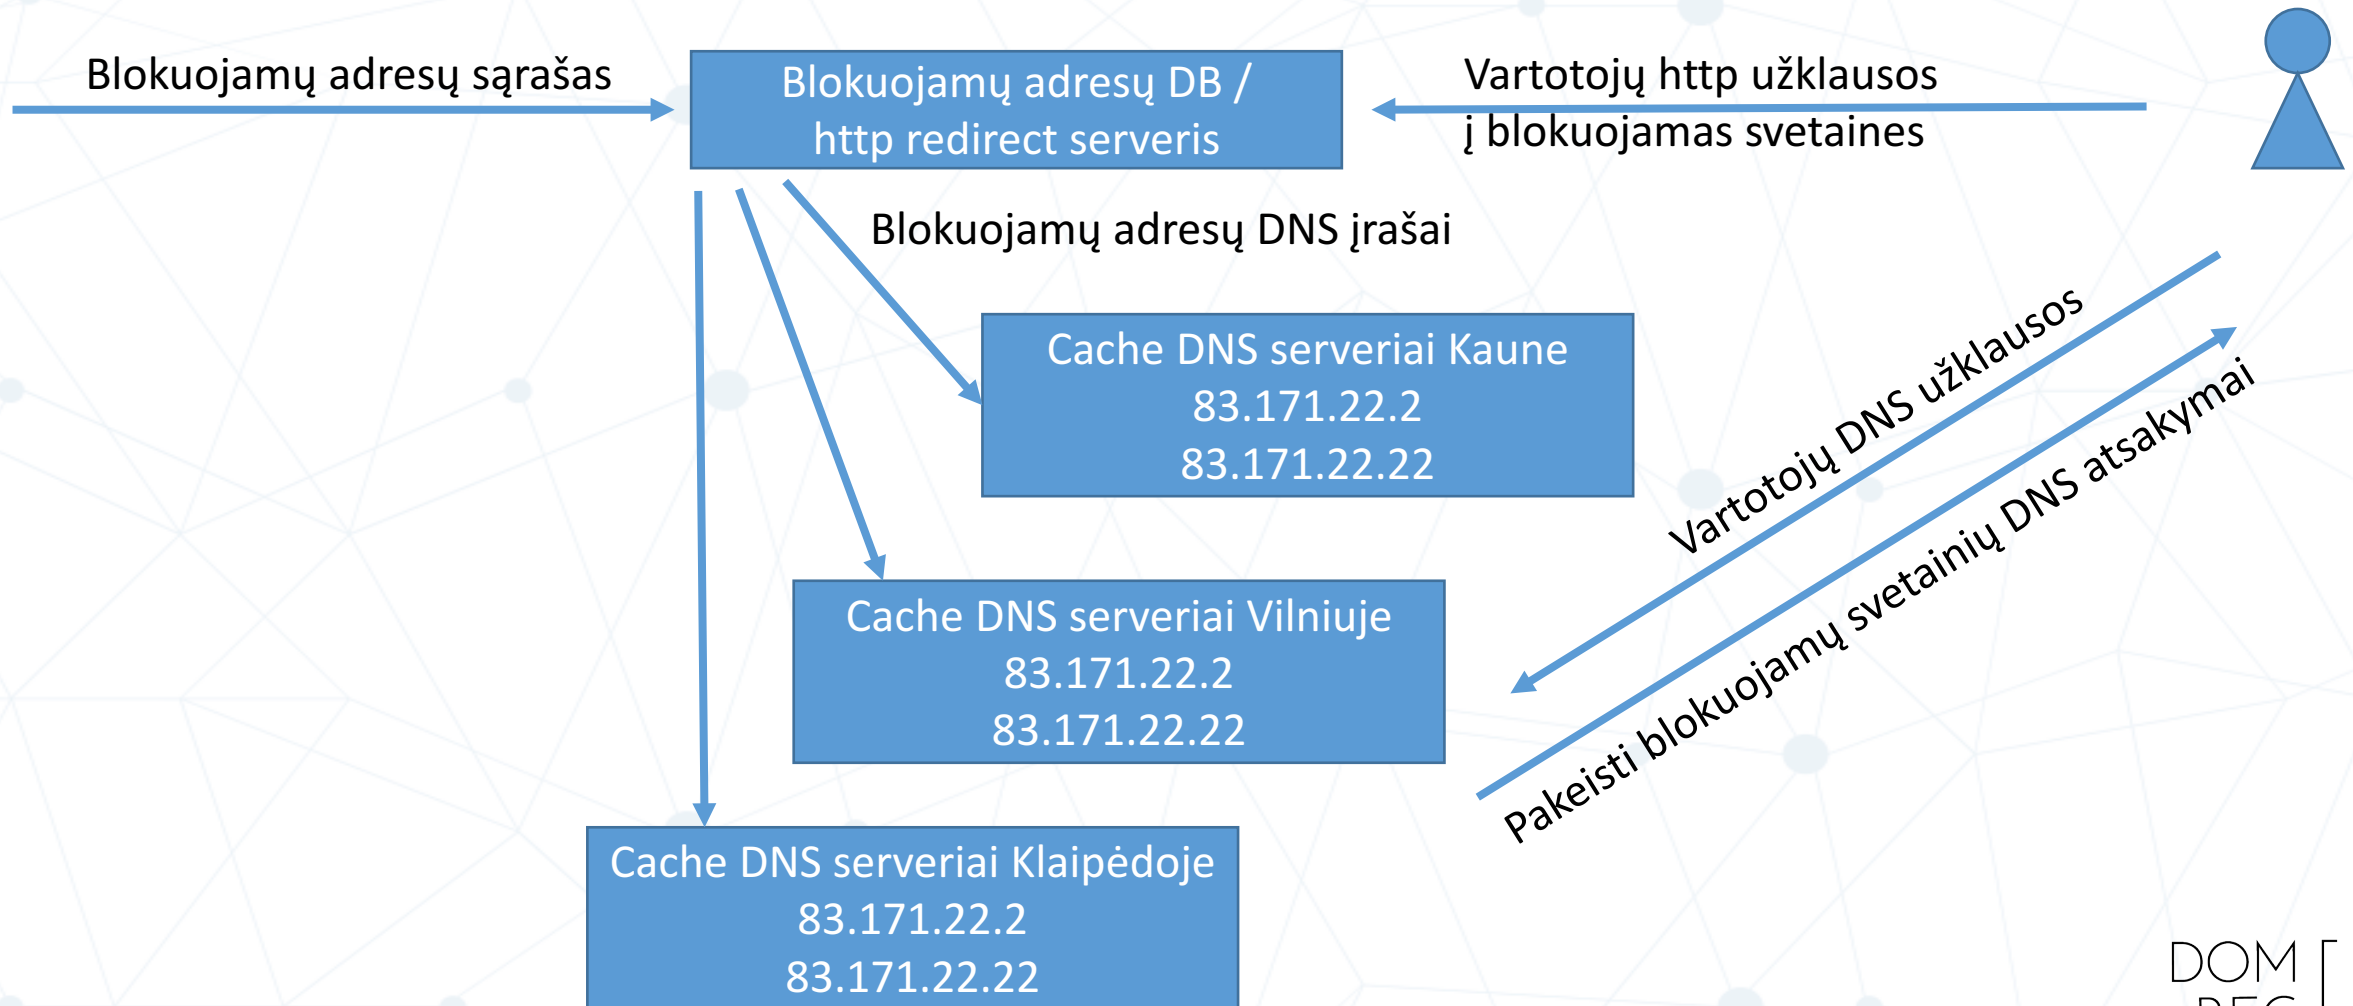 Blokuojamų adresų sąrašas
Blokuojamų adresų DB /
http redirect serveris
Vartotojų http užklausos
į blokuojamas svetaines
Blokuojamų adresų DNS įrašai
Cache DNS serveriai Kaune
83.171.22.2
83.171.22.22
Vartotojų DNS užklausos
Pakeisti blokuojamų svetainių DNS atsakymai
Cache DNS serveriai Vilniuje
83.171.22.2
83.171.22.22
Cache DNS serveriai Klaipėdoje
83.171.22.2
83.171.22.22
DOM
REG